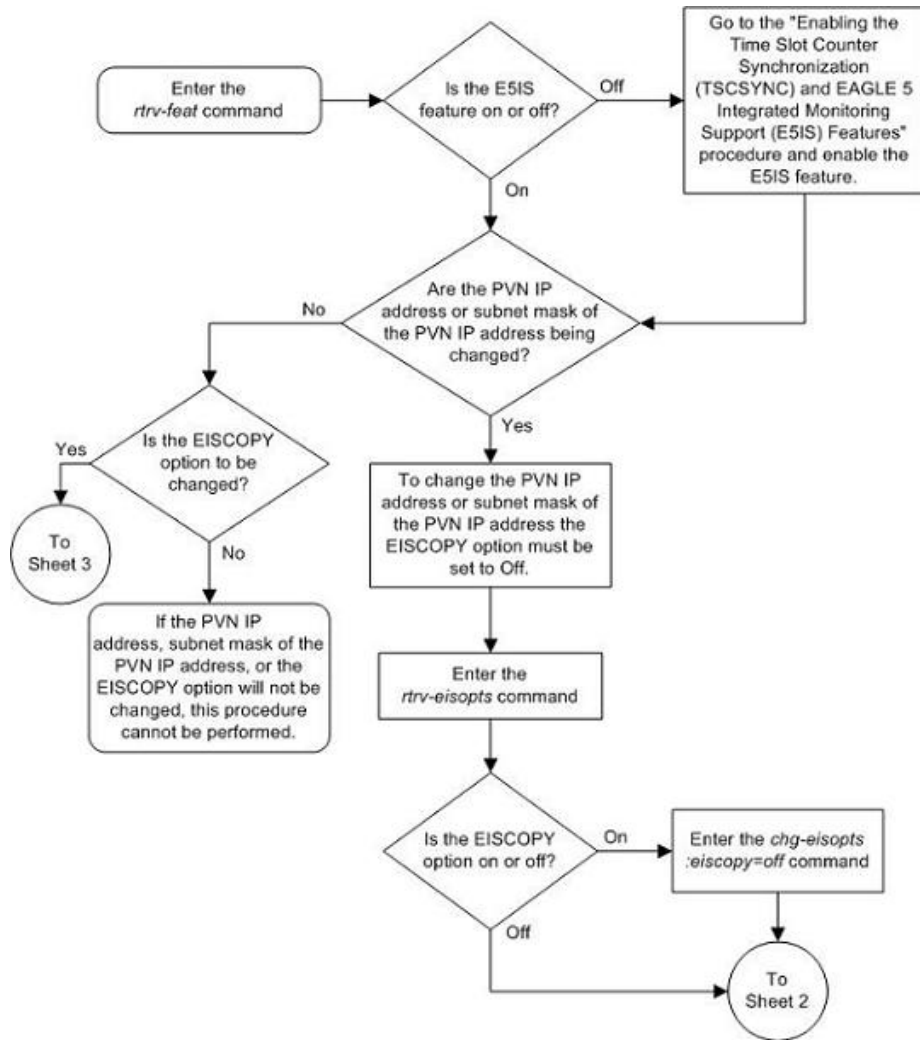 Enter the
rtrv-feat command
Is the E5IS
feature on or off?
Off
Go to the "Enabling the
Time Slot Counter
Synchronization
(TSCSYNC) and EAGLE 5
Integrated Monitoring
Support (E5IS) Features"
procedure and enable the
E5IS feature.
On
Are the PVN IP
address or subnet mask of
the PVN IP address being
changed?
No
Is the EISCOPY
option to be
changed?
Yes
To
Sheet 3
No
If the PVN IP
address, subnet mask of the
PVN IP address, or the
EISCOPY option will not be
changed, this procedure
cannot be performed.
Yes
To change the PVN IP
address or subnet mask of
the PVN IP address the
EISCOPY option must be
set to Off.
Enter the
rtrv-eisopts command
Is the EISCOPY
option on or off?
On
Enter the chg-eisopts
:eiscopy=off command
Off
To
Sheet 2